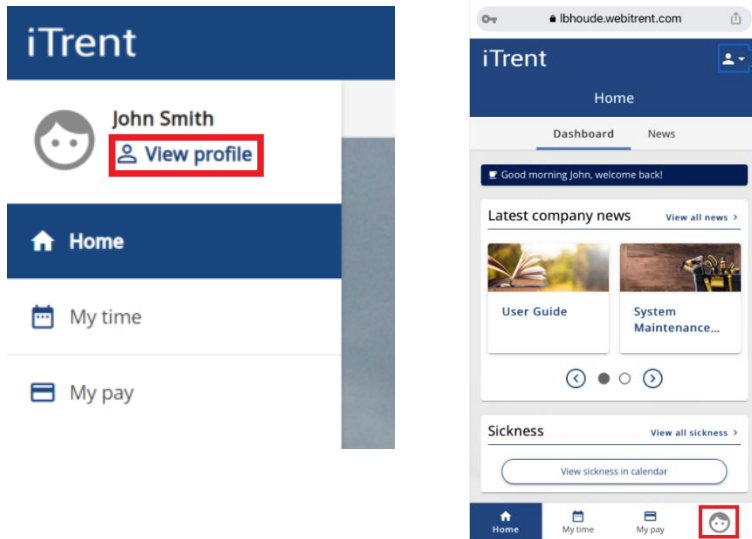 iTrent
John Smith
View profile
Home
My time
My pay
lbhoude.webitrent.com
iTrent
Home
Dashboard News
Good morning John, welcome back!
Latest company news View all news >
User Guide System
Maintenance...
Sickness View all sickness >
View sickness in calendar
Home My time My pay